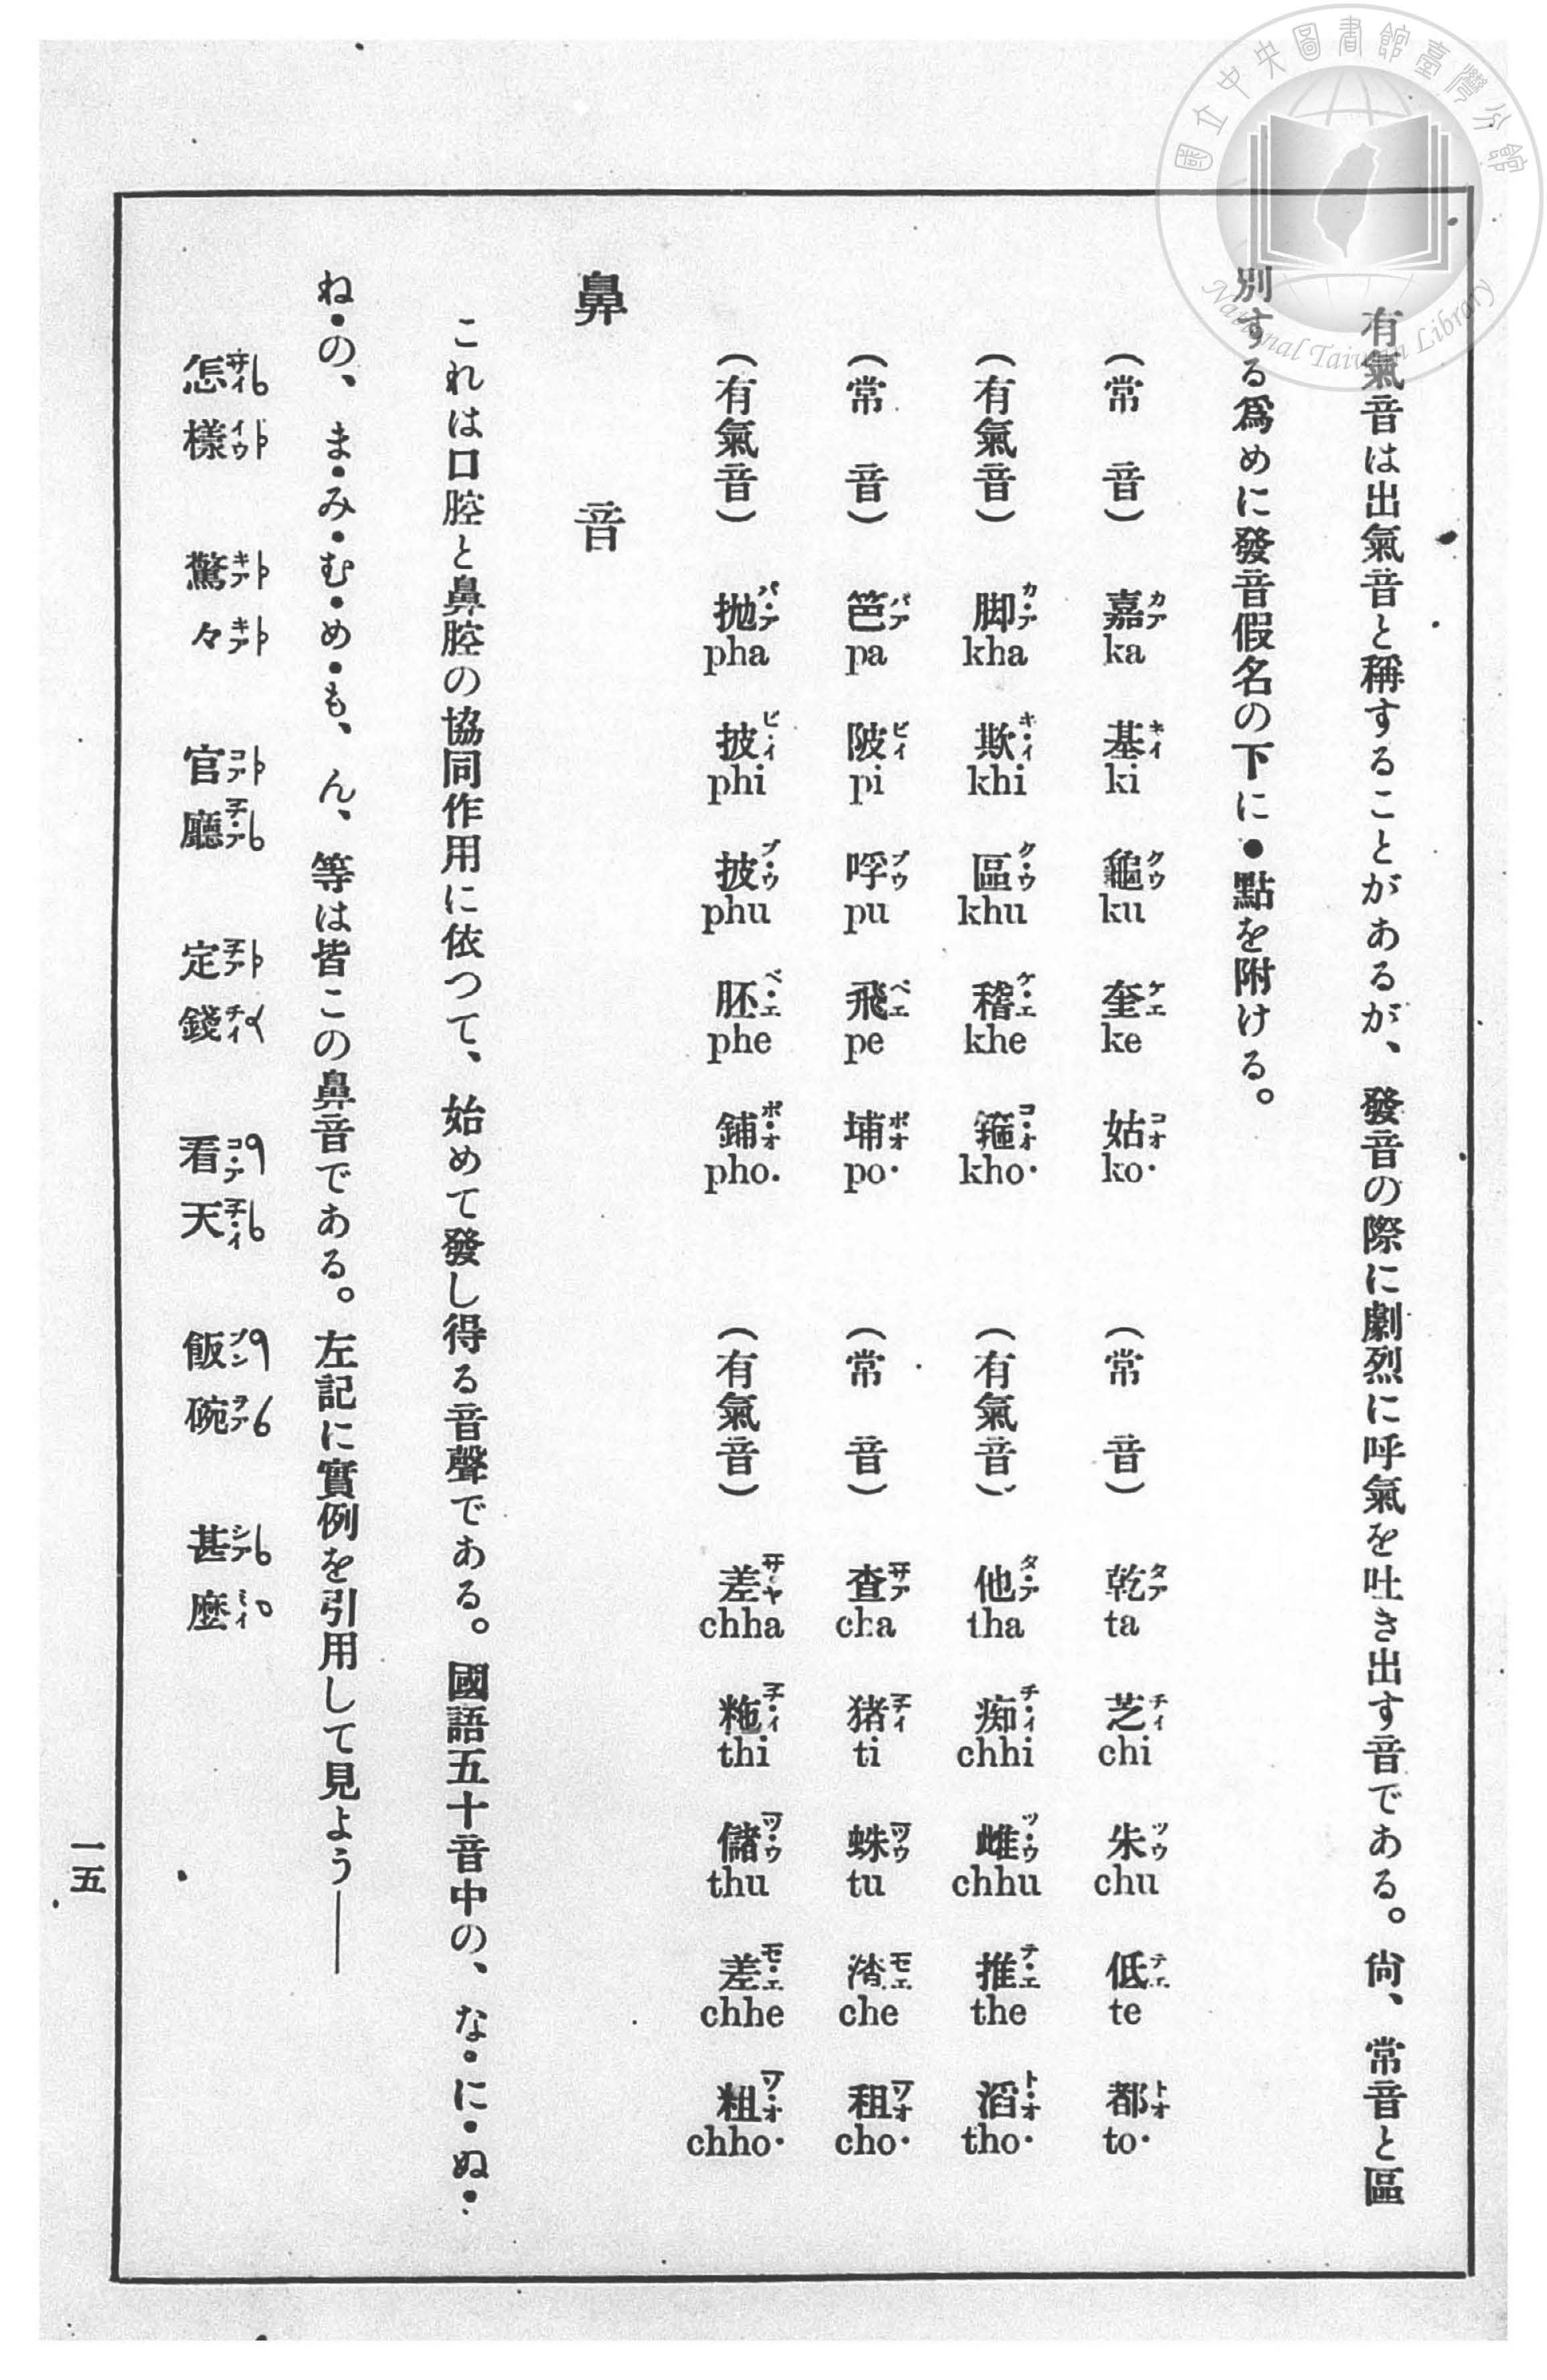 國立中央圖書館臺灣分館
National Taiwan Library
有氣音は出氣音と稱することがあるが、發音の際に劇烈に呼氣を吐き出す音である。尙、常音と區
別する爲めに發音假名の下に●點を附ける。
(常音) 嘉カア ka 基キイ ki 龜クウ ku 奎ケエ ke 姑コオ ko· (常音) 乾タア ta 芝チイ chi 朱ツウ chu 低テエ te 都トオ to·
(有氣音) 脚カ・ア kha 欺キ・イ khi 區ク・ウ khu 稽ケ・エ khe 箍コ・オ kho· (有氣音) 他タ・ア tha 痴チ・イ chhi 雌ツ・ウ chhu 推テ・エ the 滔ト・オ tho·
(常音) 笆パア pa 陂ピイ pi 呼プウ pu 飛ペエ pe 埔ポオ po· (常音) 查サア cha 猪チイ ti 蛛ツウ tu 渣セエ che 租ツオ cho·
(有氣音) 抛パ・ア pha 披ピ・イ phi 披プ・ウ phu 胚ペ・エ phe 鋪ポ・オ pho· (有氣音) 差サ・ヤ chha 黐チ・イ thi 儲ツ・ウ thu 差セ・エ chhe 粗ツ・オ chho·
鼻音
これは口腔と鼻腔の協同作用に依つて、始めて發し得る音聲である。國語五十音中の、な・に・ぬ・
ね・の、ま・み・む・め・も、ん、等は皆この鼻音である。左記に實例を引用して見よう――
怎サイ樣イウ 驚キア々キア 官コア廳チ・ア 定チア錢チイ 看コ・ア天チ・イ 飯プン碗ヲア 甚シア麼ミイ
一五